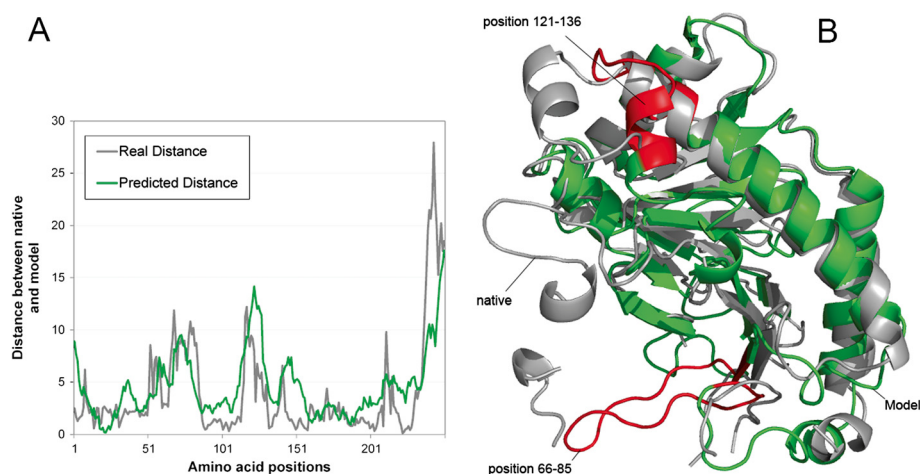 A
B
position 121-136
30
25
20
15
10
5
0
Real Distance
Predicted Distance
Distance between native
and model
1
51
101
151
201
Amino acid positions
native
Model
position 66-85